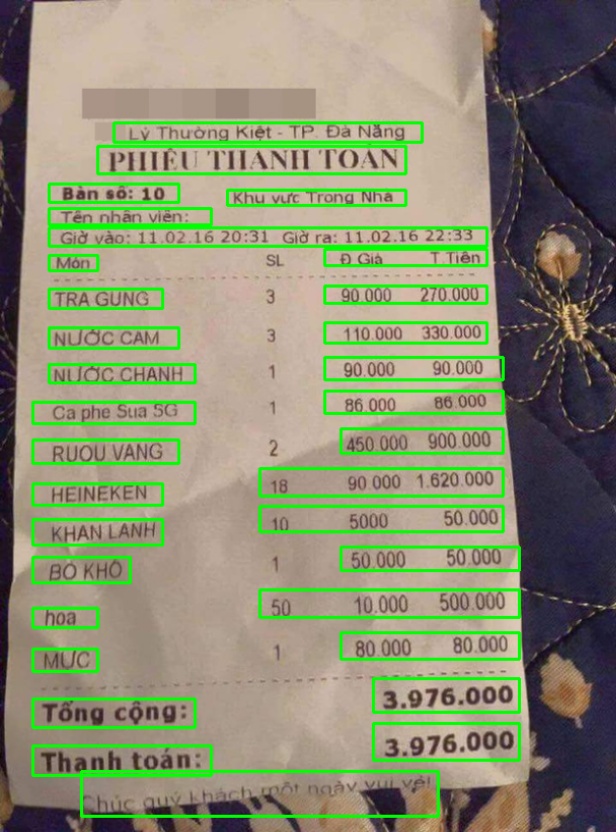 Lý Thường Kiệt - TP. Đà Nẵng
PHIẾU THANH TOÁN
Bàn số: 10 Khu vực Trong Nhà
Tên nhân viên:
Giờ vào: 11.02.16 20:31 Giờ ra: 11.02.16 22:33
Món SL Đ Giá T Tiền
TRA GUNG 3 90.000 270.000
NƯỚC CAM 3 110.000 330.000
NƯỚC CHANH 1 90.000 90.000
Ca phe Sua SG 1 86.000 86.000
RUOU VANG 2 450.000 900.000
HEINEKEN 18 90.000 1.620.000
KHAN LANH 10 5000 50.000
BÒ KHÔ 1 50.000 50.000
hoa 50 10.000 500.000
MỰC 1 80.000 80.000
Tổng cộng: 3.976.000
Thanh toán: 3.976.000
Chúc quý khách một ngày vui vẻ!